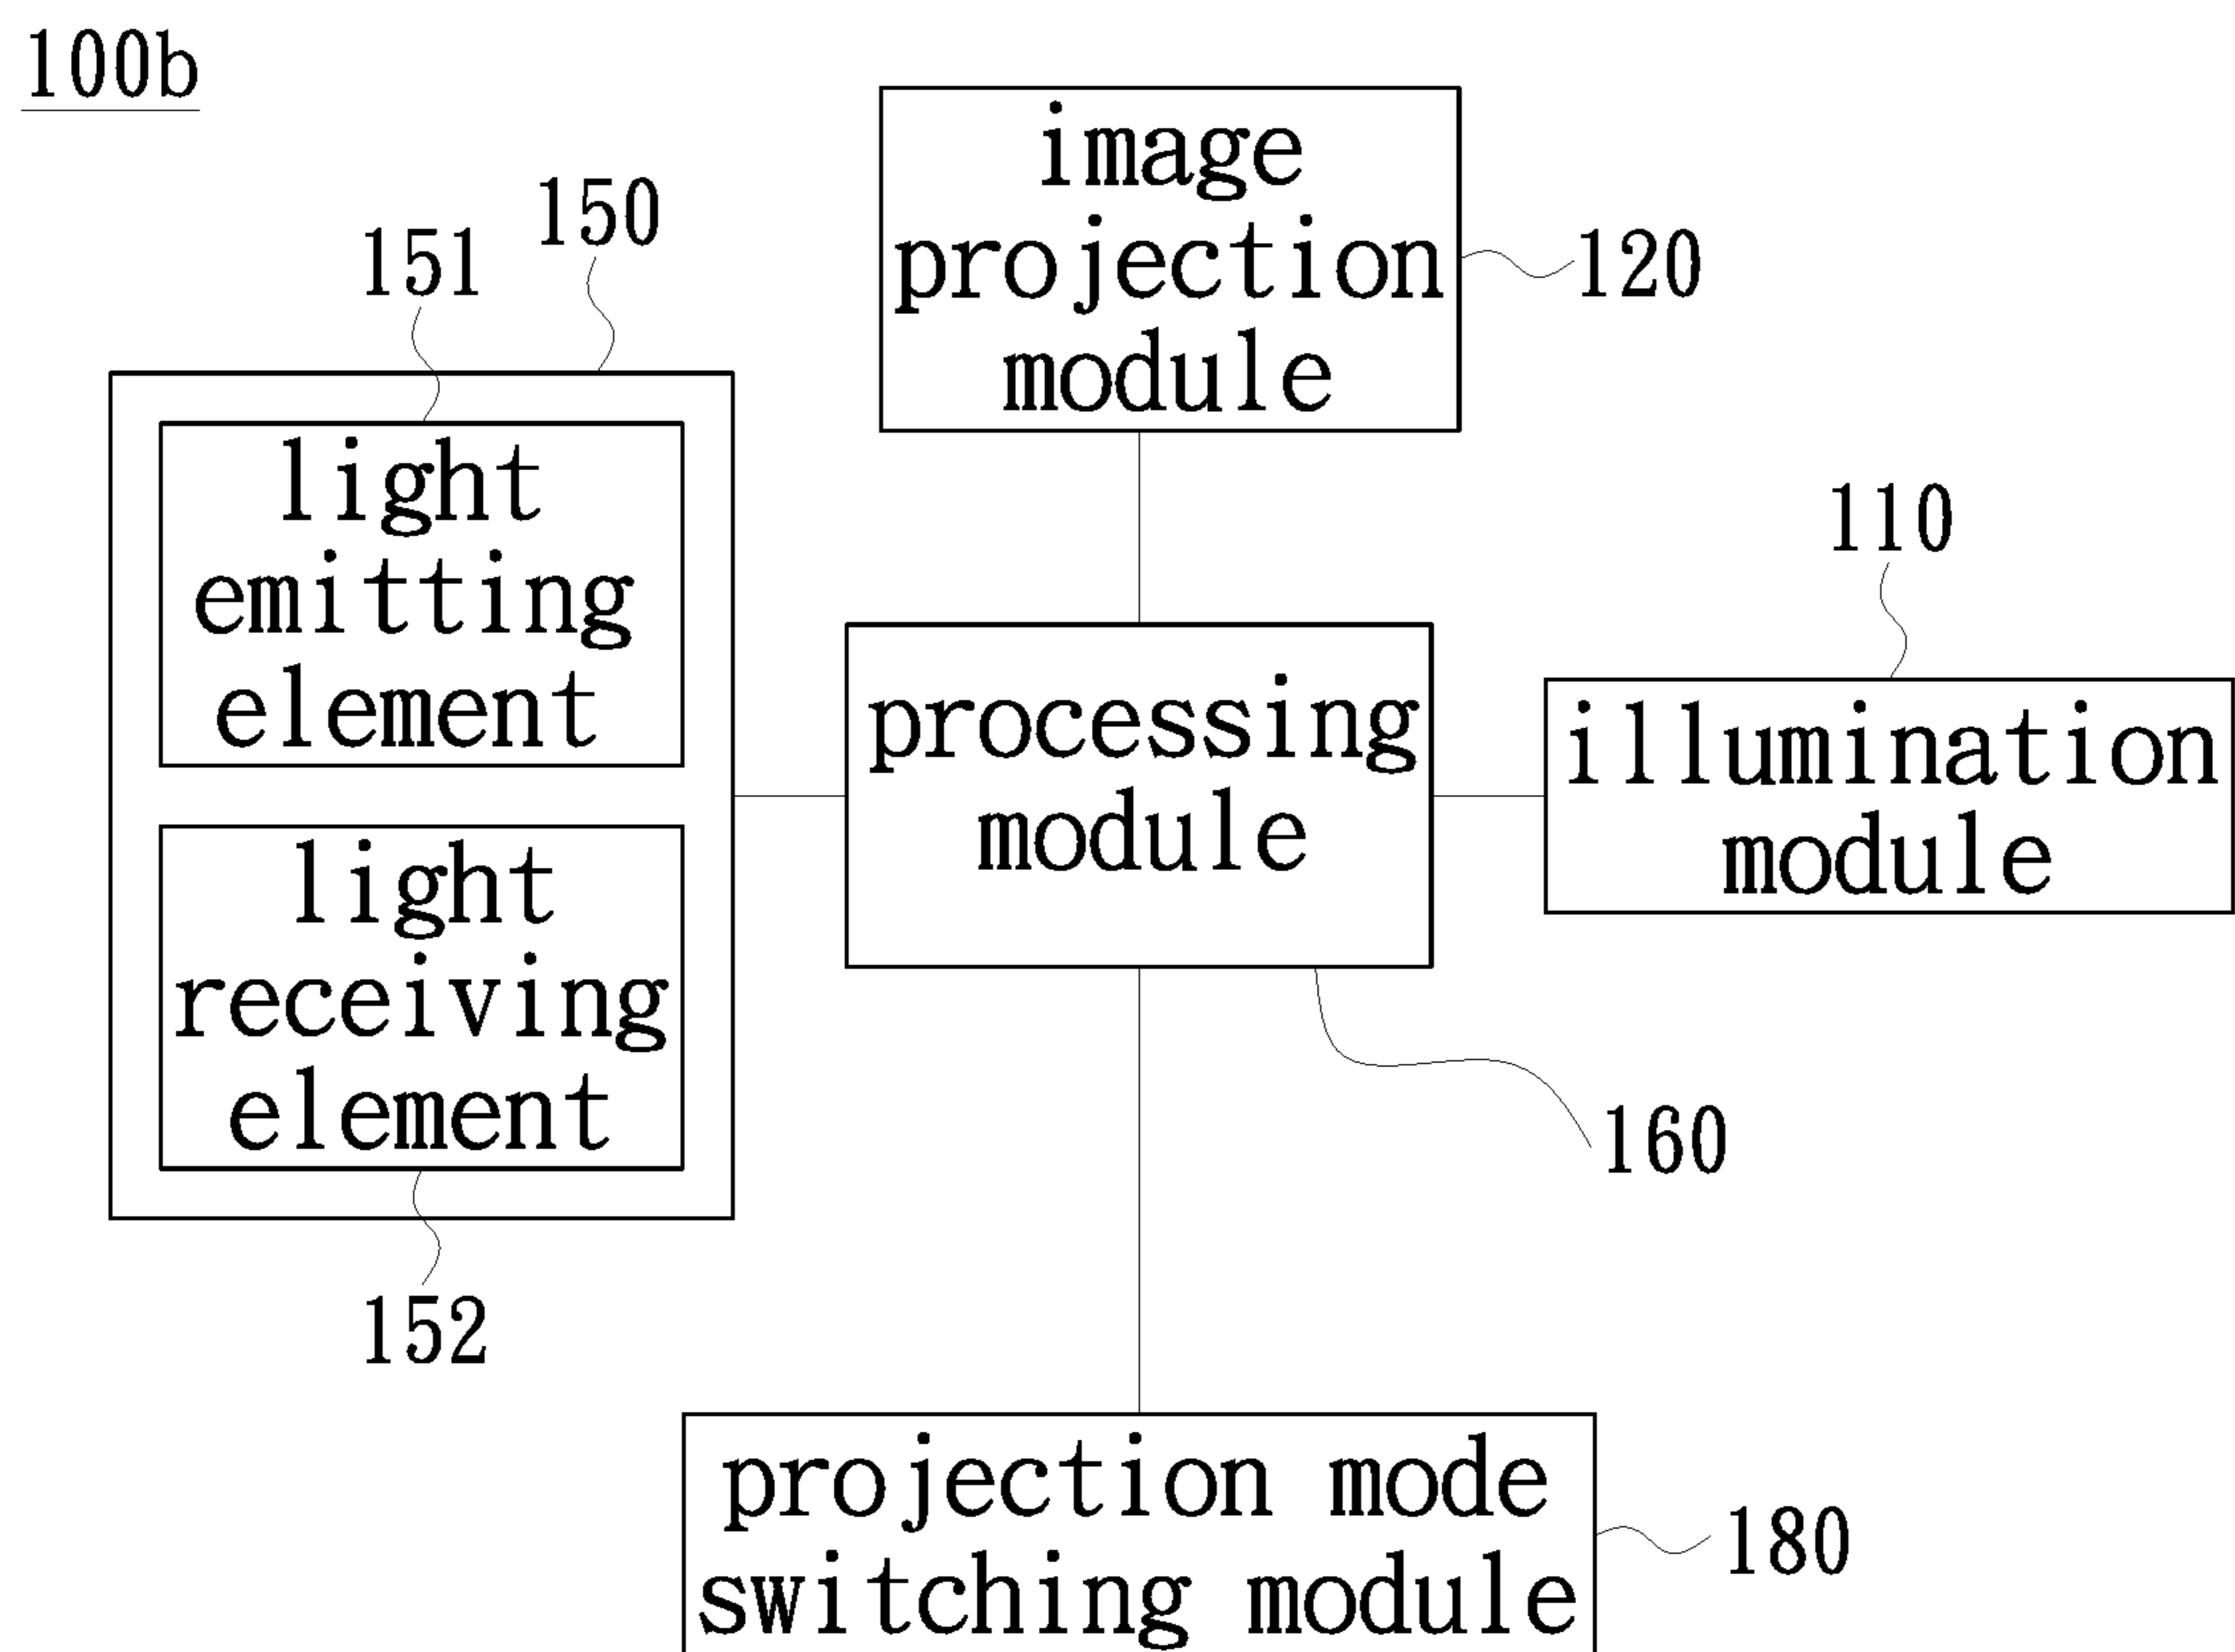 100b
image
projection
module
120
150
151
light
emitting
element
light
receiving
element
152
processing
module
160
110
illumination
module
projection mode
switching module
180